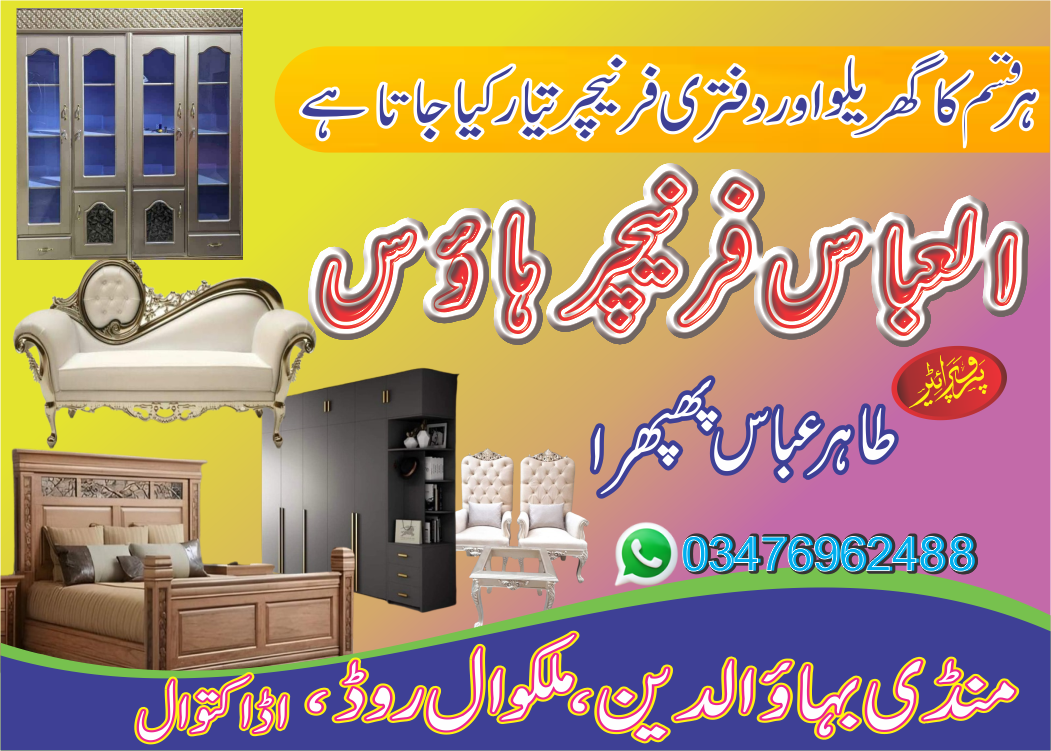 ہر قسم کا گھریلو اور دفتری فرنیچر تیار کیا جاتا ہے
العباس فرنیچر ہاؤس
پروپرائیٹر
طاہر عباس پھپھرا
03476962488
منڈی بہاؤالدین، ملکوال روڈ، اڈا کتووال